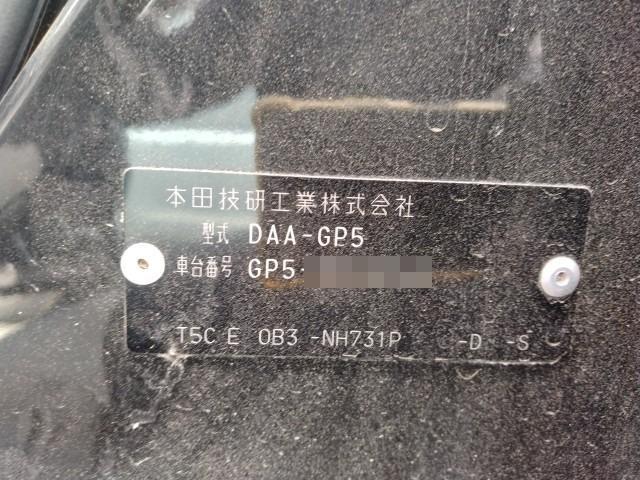 本田技研工業株式会社
型式 DAA-GP5
車台番号 GP5-
T5C E 0B3 -NH731P -D -S